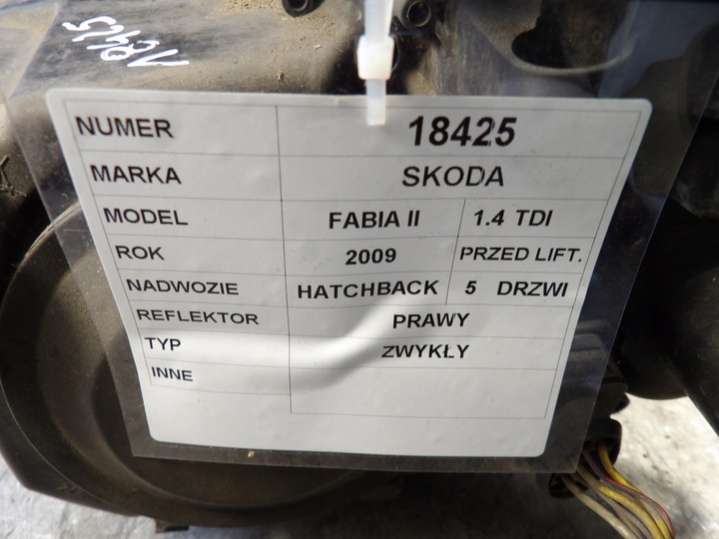 18425
NUMER 18425
MARKA SKODA
MODEL FABIA II 1.4 TDI
ROK 2009 PRZED LIFT.
NADWOZIE HATCHBACK 5 DRZWI
REFLEKTOR PRAWY
TYP ZWYKŁY
INNE